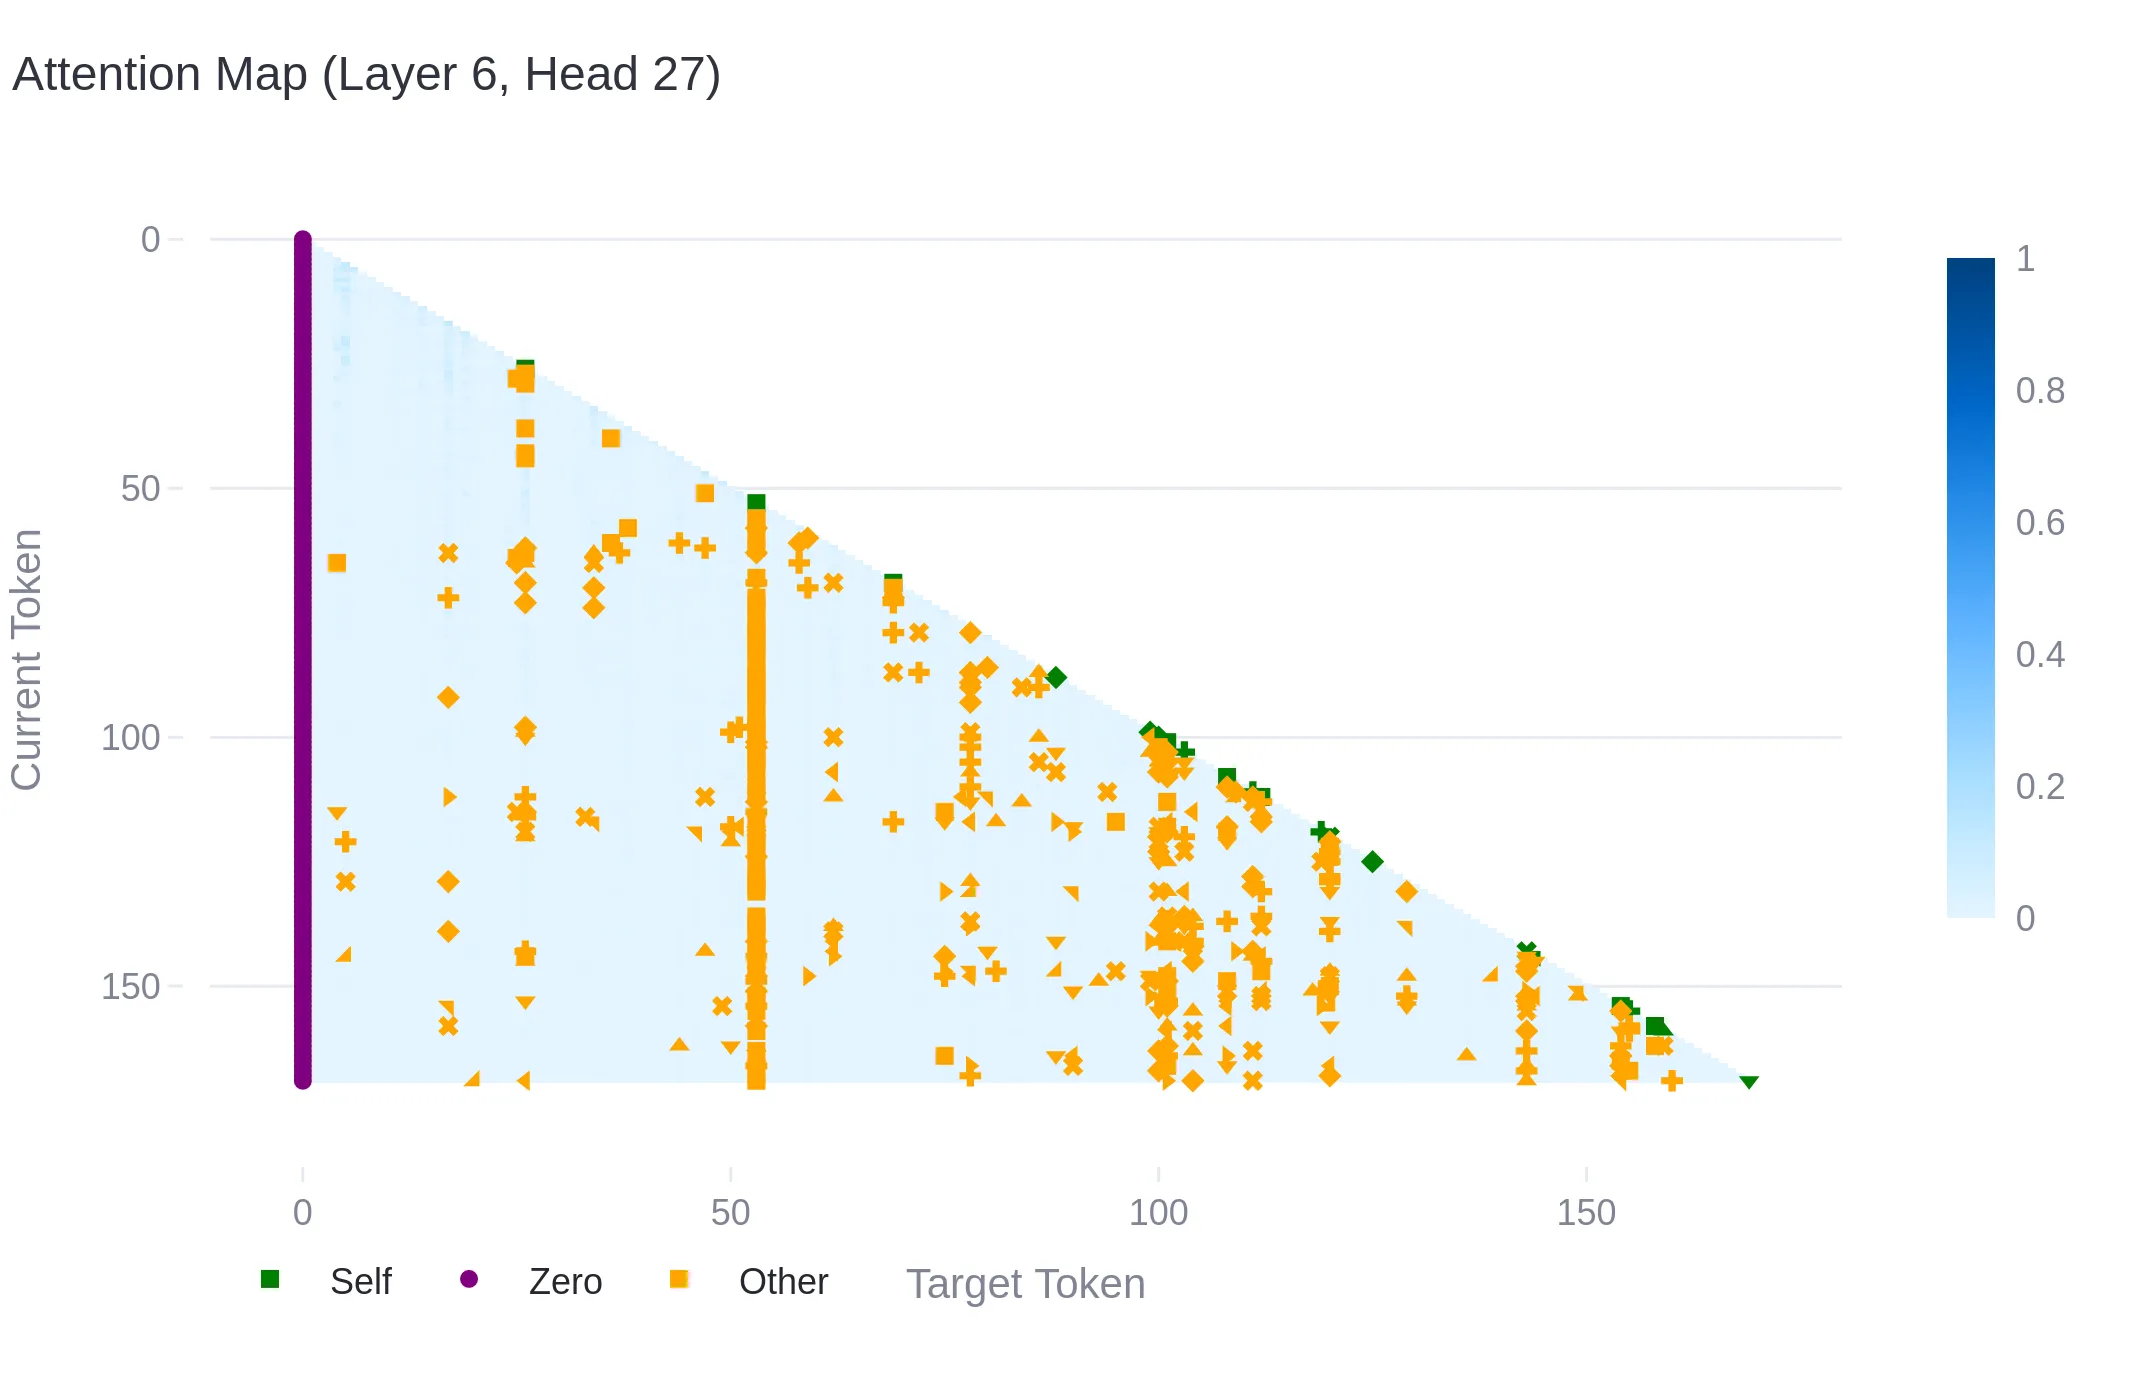 Attention Map (Layer 6, Head 27)
Current Token
0
50
100
150
0
50
100
150
1
0.8
0.6
0.4
0.2
0
Self
Zero
Other
Target Token